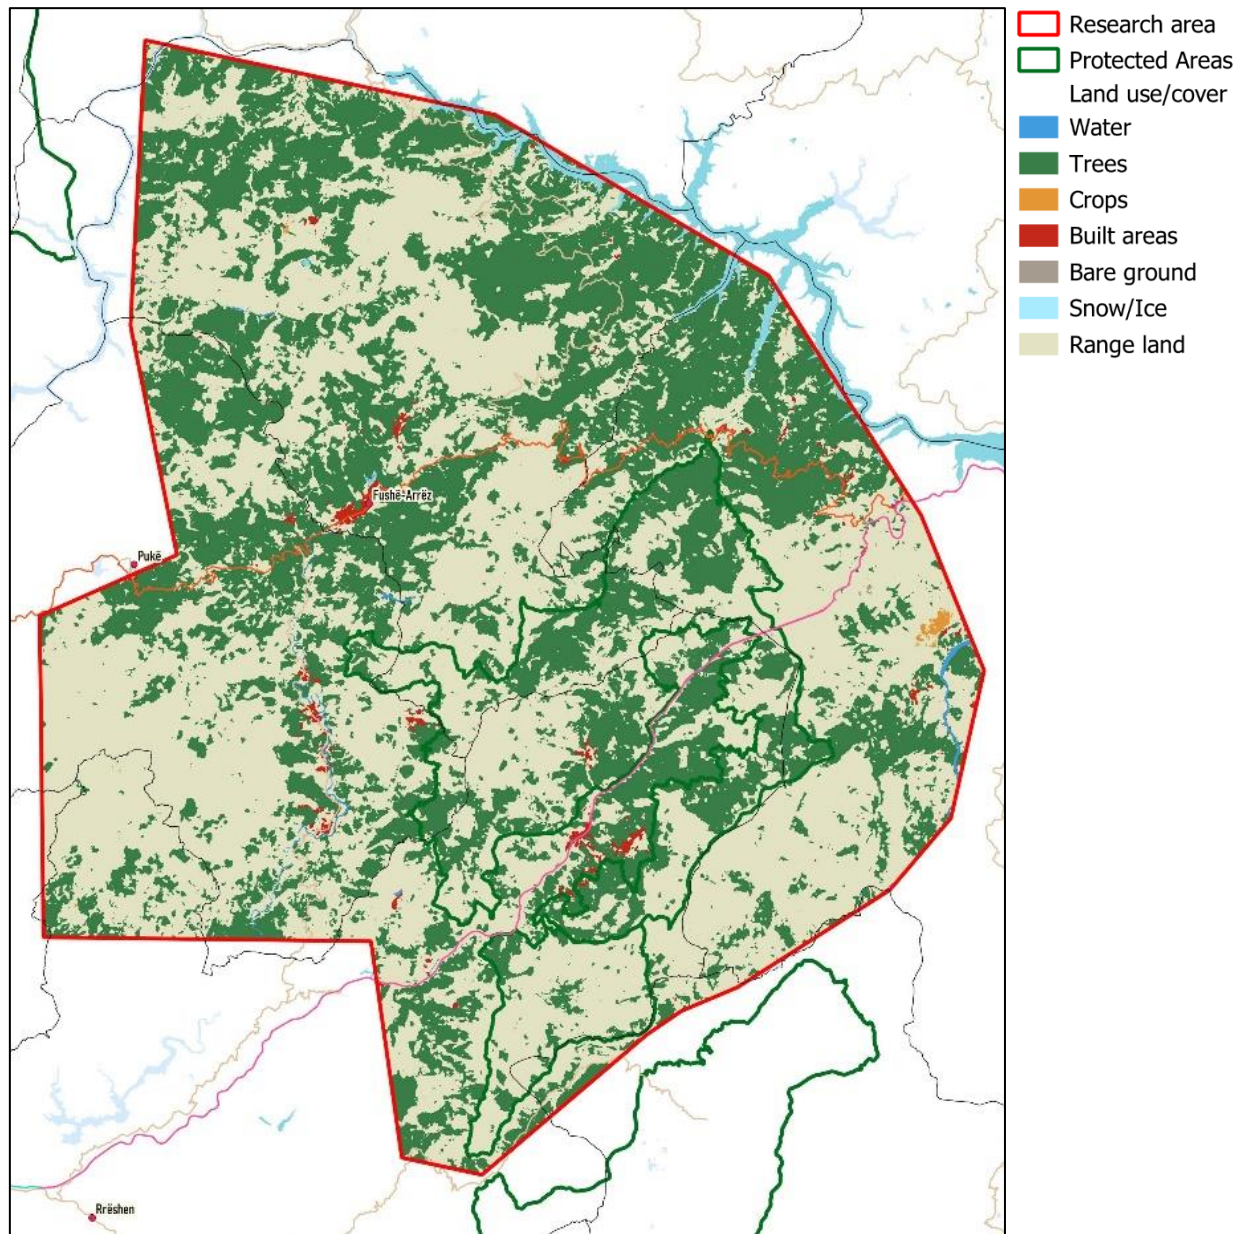 Research area
Protected Areas
Land use/cover
Water
Trees
Crops
Built areas
Bare ground
Snow/Ice
Range land
Fushë-Arrëz
Pukë
Rrëshen